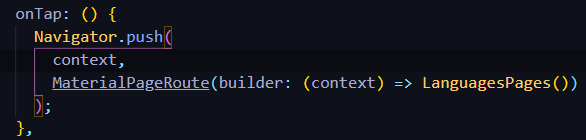 onTap: () {
Navigator.push(
context,
MaterialPageRoute(builder: (context) => LanguagesPages())
);
},